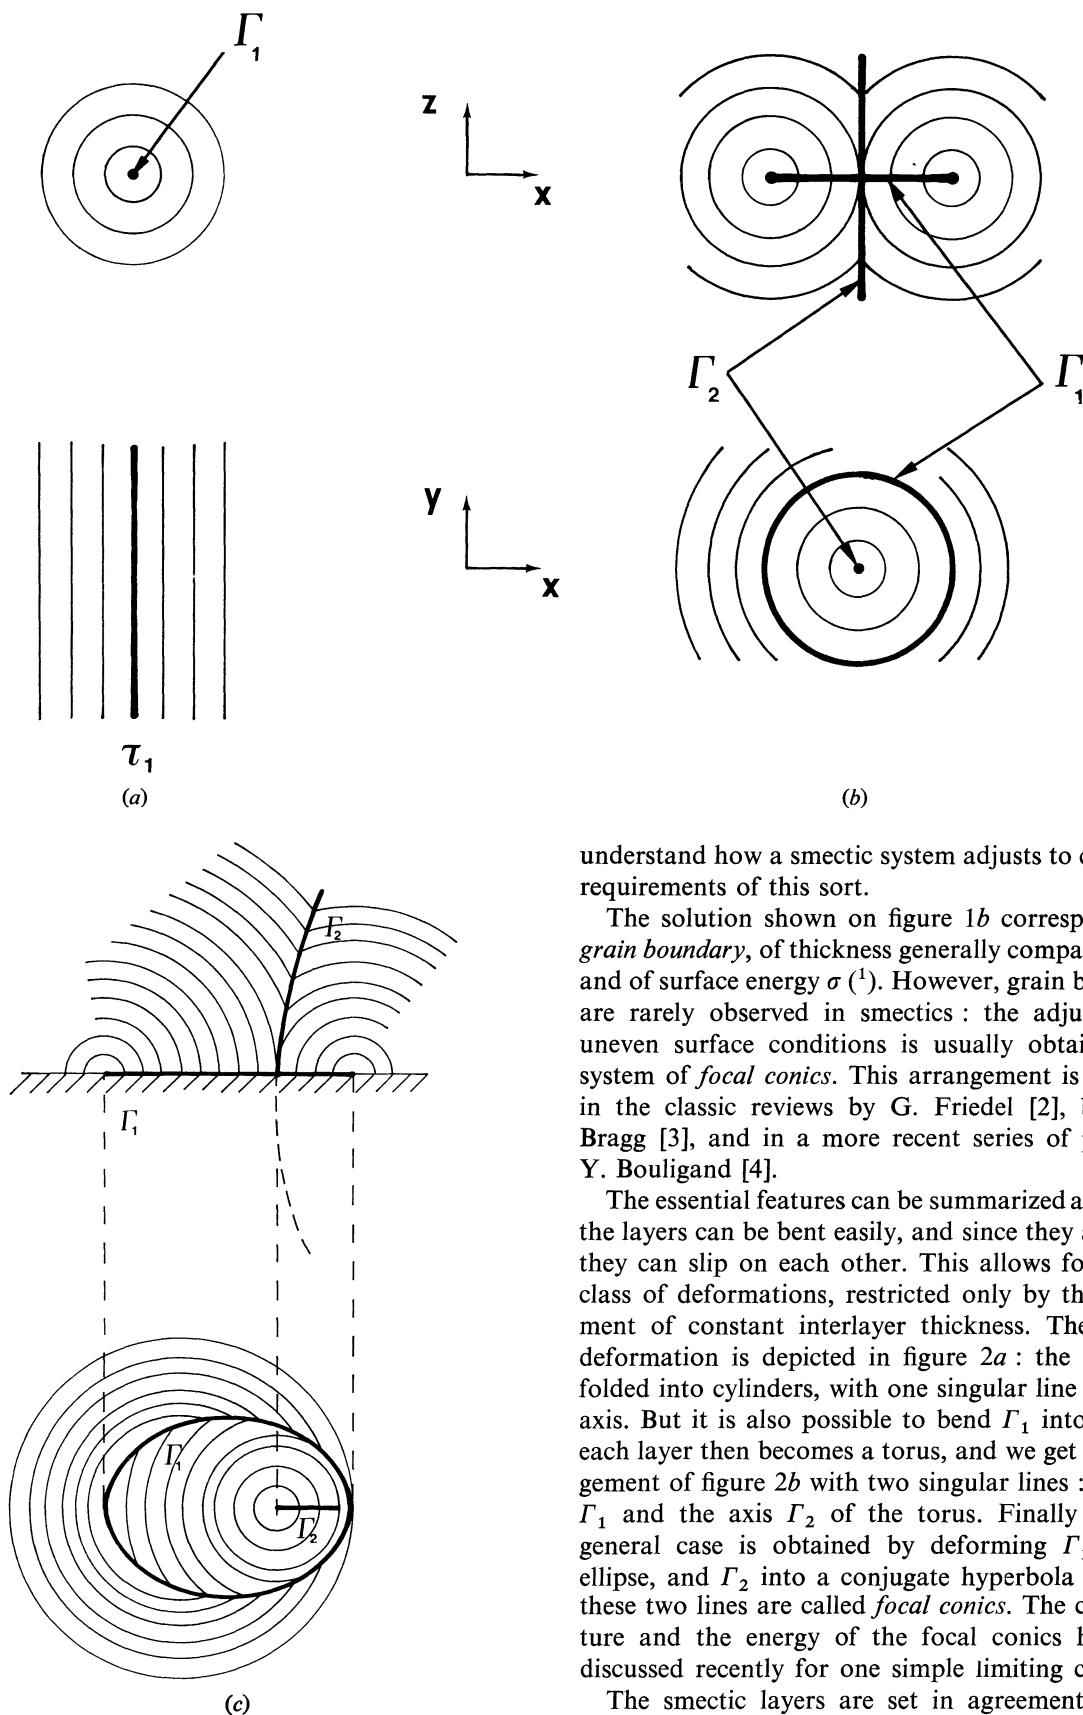 Γ₁
z
x
Γ₂
Γ₁
y
x
τ₁
(a)
(b)
Γ₂
Γ₁
Γ₁
Γ₂
(c)
understand how a smectic system adjusts to
requirements of this sort.
The solution shown on figure 1b
grain boundary, of thickness generally
and of surface energy σ (¹). However, grain
are rarely observed in smectics : the
uneven surface conditions is usually
system of focal conics. This arrangement is
in the classic reviews by G. Friedel [2],
Bragg [3], and in a more recent series of
Y. Bouligand [4].
The essential features can be summarized
the layers can be bent easily, and since they
they can slip on each other. This allows
class of deformations, restricted only by
ment of constant interlayer thickness.
deformation is depicted in figure 2a : the
folded into cylinders, with one singular line
axis. But it is also possible to bend Γ₁ into
each layer then becomes a torus, and we get
gement of figure 2b with two singular lines :
Γ₁ and the axis Γ₂ of the torus. Finally
general case is obtained by deforming
ellipse, and Γ₂ into a conjugate hyperbola
these two lines are called focal conics. The
ture and the energy of the focal conics
discussed recently for one simple limiting
The smectic layers are set in agreement